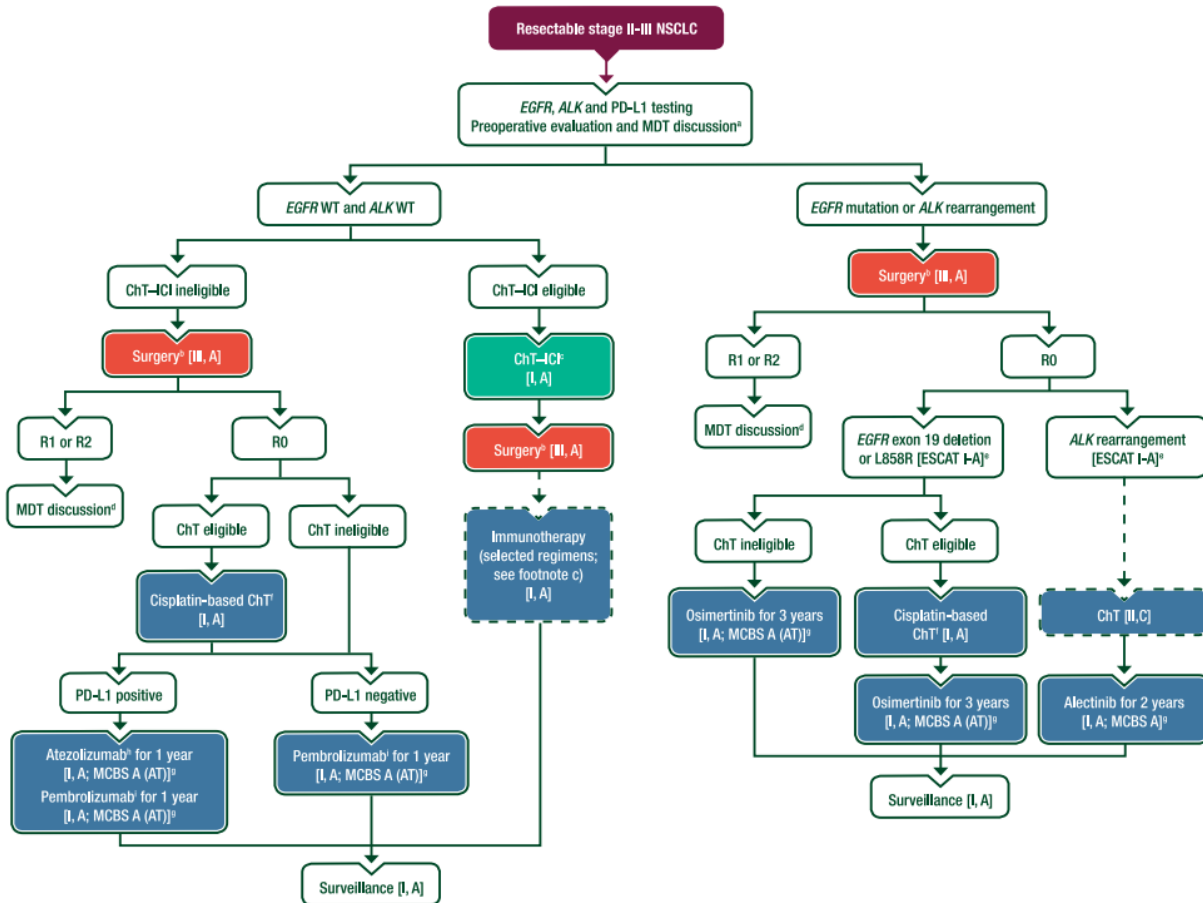 Resectable stage II-III NSCLC
EGFR, ALK and PD-L1 testing
Preoperative evaluation and MDT discussionᵃ
EGFR WT and ALK WT
EGFR mutation or ALK rearrangement
ChT–ICI ineligible
ChT–ICI eligible
Surgeryᵇ [III, A]
Surgeryᵇ [III, A]
ChT–ICIᶜ
[I, A]
R1 or R2
R0
R1 or R2
R0
Surgeryᵇ [III, A]
MDT discussionᵈ
EGFR exon 19 deletion
or L858R [ESCAT I-A]ᵉ
ALK rearrangement
[ESCAT I-A]ᵉ
MDT discussionᵈ
ChT eligible
ChT ineligible
Immunotherapy
(selected regimens;
see footnote c)
[I, A]
ChT ineligible
ChT eligible
Cisplatin-based ChTᶠ
[I, A]
Osimertinib for 3 years
[I, A; MCBS A (AT)]ᵍ
Cisplatin-based
ChTᶠ [I, A]
ChT [II,C]
PD-L1 positive
PD-L1 negative
Osimertinib for 3 years
[I, A; MCBS A (AT)]ᵍ
Alectinib for 2 years
[I, A; MCBS A]ᵍ
Atezolizumabʰ for 1 year
[I, A; MCBS A (AT)]ᵍ
Pembrolizumabⁱ for 1 year
[I, A; MCBS A (AT)]ᵍ
Pembrolizumabⁱ for 1 year
[I, A; MCBS A (AT)]ᵍ
Surveillance [I, A]
Surveillance [I, A]